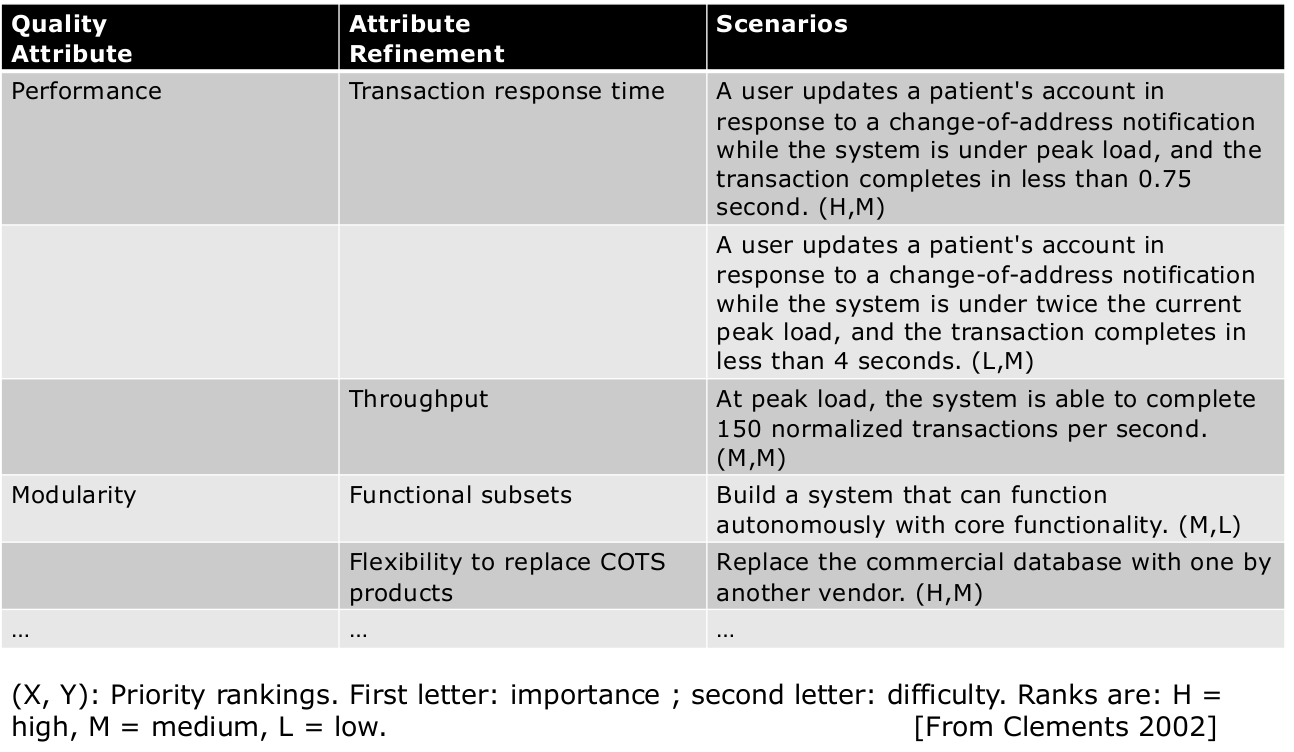 Quality
Attribute
Attribute
Refinement
Scenarios
Performance
Transaction response time
A user updates a patient's account in
response to a change-of-address notification
while the system is under peak load, and the
transaction completes in less than 0.75
second. (H,M)
A user updates a patient's account in
response to a change-of-address notification
while the system is under twice the current
peak load, and the transaction completes in
less than 4 seconds. (L,M)
Throughput
At peak load, the system is able to complete
150 normalized transactions per second.
(M,M)
Modularity
Functional subsets
Build a system that can function
autonomously with core functionality. (M,L)
Flexibility to replace COTS
products
Replace the commercial database with one by
another vendor. (H,M)
…
…
…
(X, Y): Priority rankings. First letter: importance ; second letter: difficulty. Ranks are: H =
high, M = medium, L = low. [From Clements 2002]